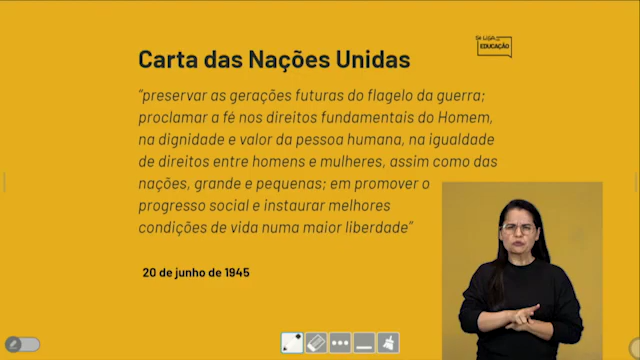 Se Liga
EDUCAÇÃO
Carta das Nações Unidas
"preservar as gerações futuras do flagelo da guerra;
proclamar a fé nos direitos fundamentais do Homem,
na dignidade e valor da pessoa humana, na igualdade
de direitos entre homens e mulheres, assim como das
nações, grande e pequenas; em promover o
progresso social e instaurar melhores
condições de vida numa maior liberdade"
20 de junho de 1945